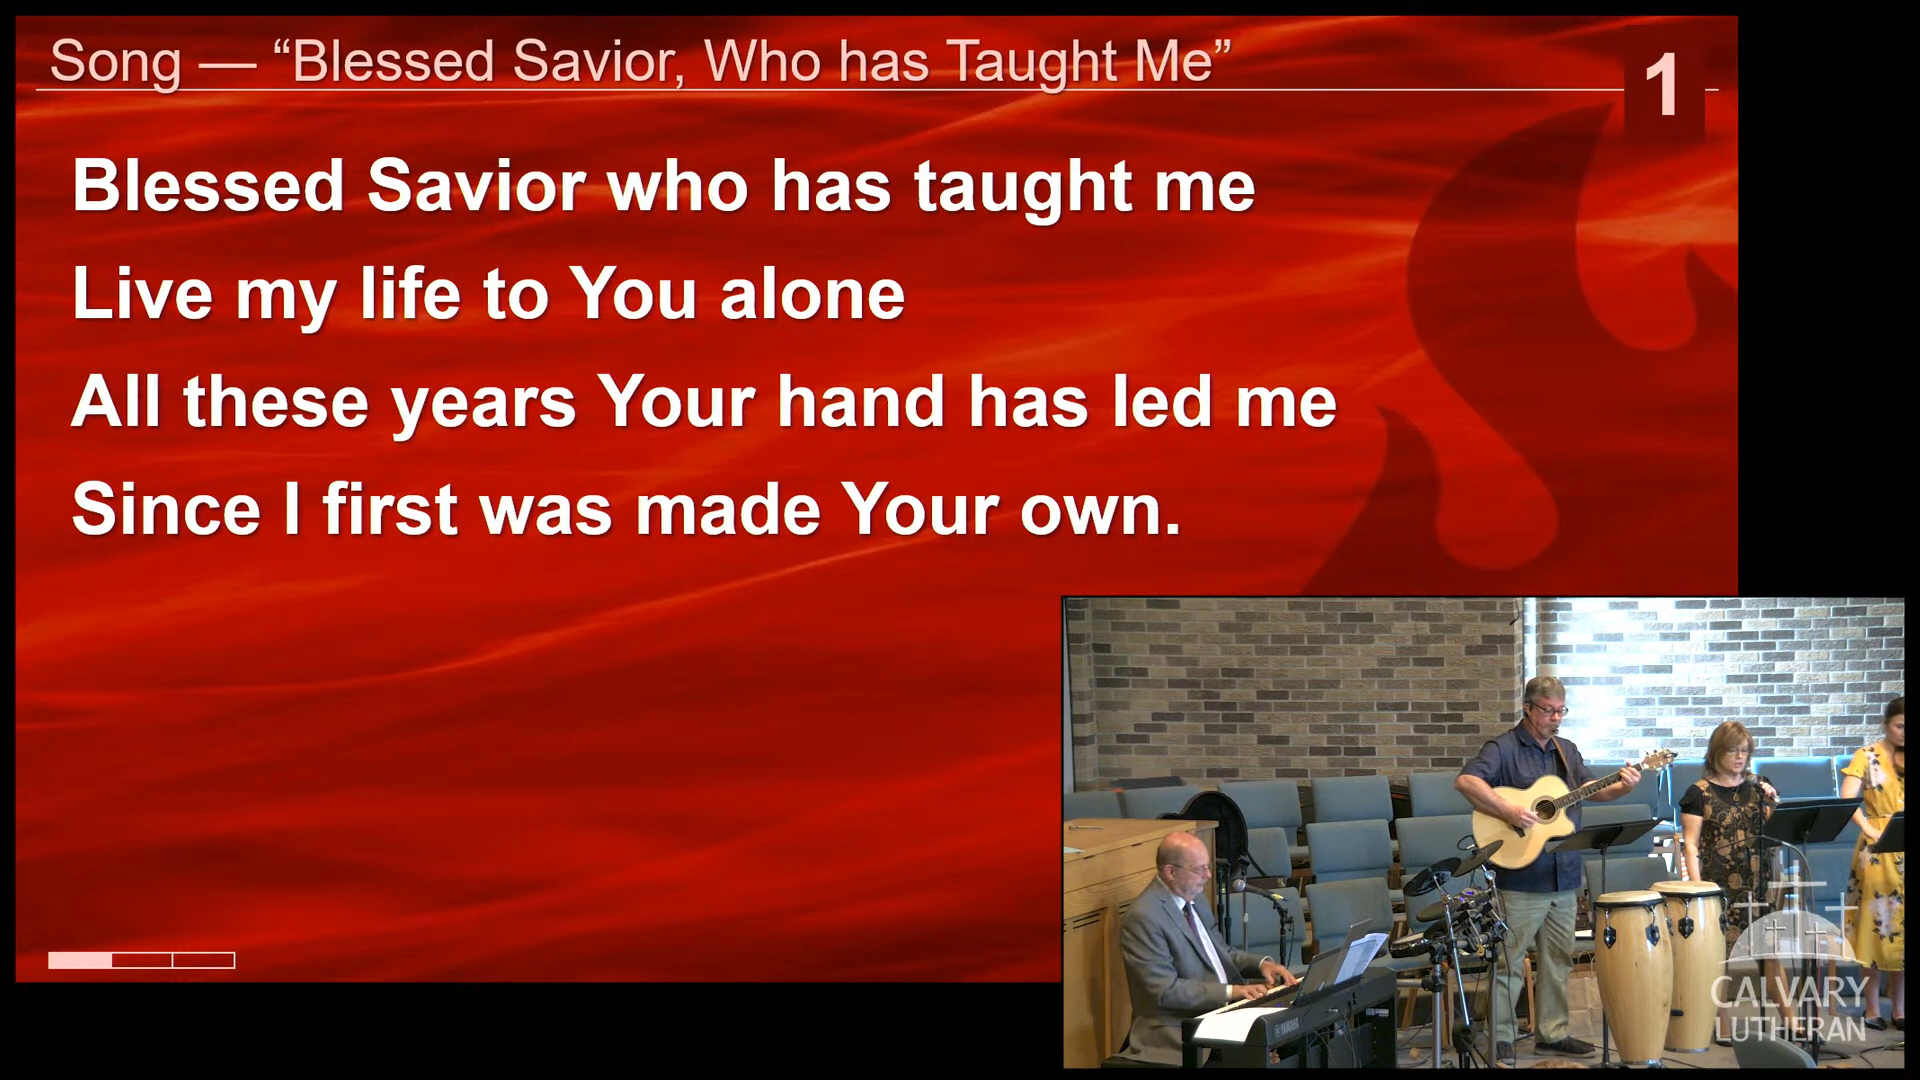 Song — “Blessed Savior, Who has Taught Me”
1
Blessed Savior who has taught me
Live my life to You alone
All these years Your hand has led me
Since I first was made Your own.
YAMAHA
CALVARY
LUTHERAN